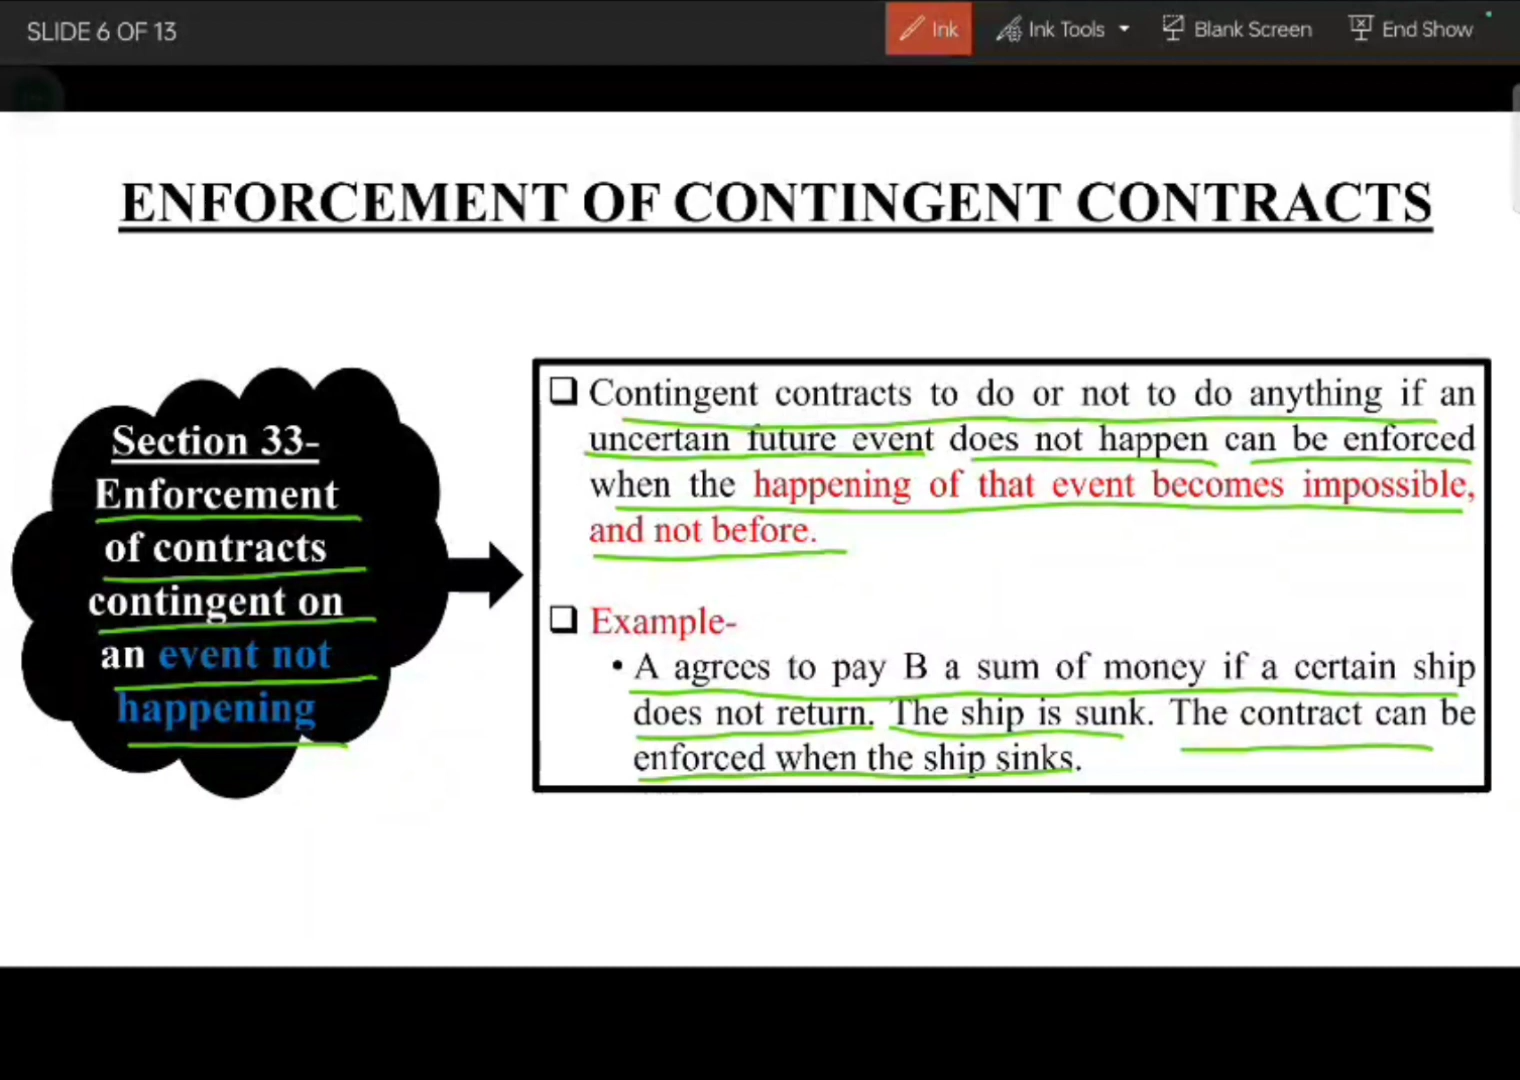 SLIDE 6 OF 13
Ink
Ink Tools
Blank Screen
End Show
ENFORCEMENT OF CONTINGENT CONTRACTS
Section 33-
Enforcement
of contracts
contingent on
an event not
happening
Contingent contracts to do or not to do anything if an
uncertain future event does not happen can be enforced
when the happening of that event becomes impossible,
and not before.
Example-
• A agrees to pay B a sum of money if a certain ship
does not return. The ship is sunk. The contract can be
enforced when the ship sinks.